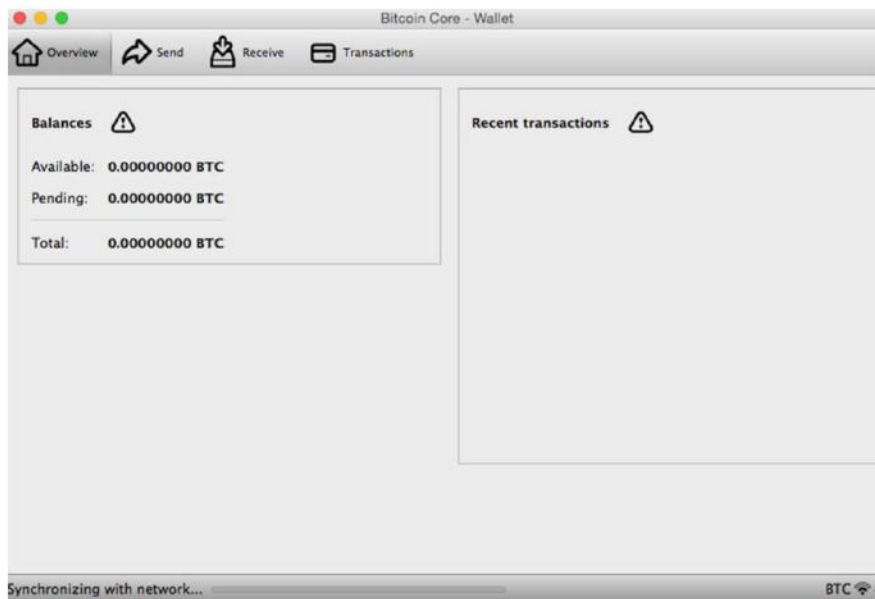 Bitcoin Core - Wallet
Overview Send Receive Transactions
Balances
Available: 0.00000000 BTC
Pending: 0.00000000 BTC
Total: 0.00000000 BTC
Recent transactions
Synchronizing with network... BTC